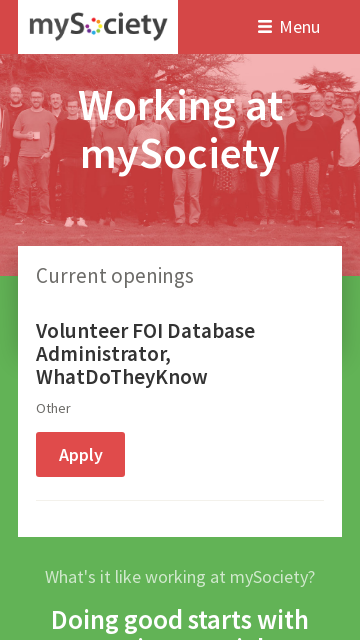 mySociety
Menu
Working at
mySociety
Current openings
Volunteer FOI Database
Administrator,
WhatDoTheyKnow
Other
Apply
What's it like working at mySociety?
Doing good starts with